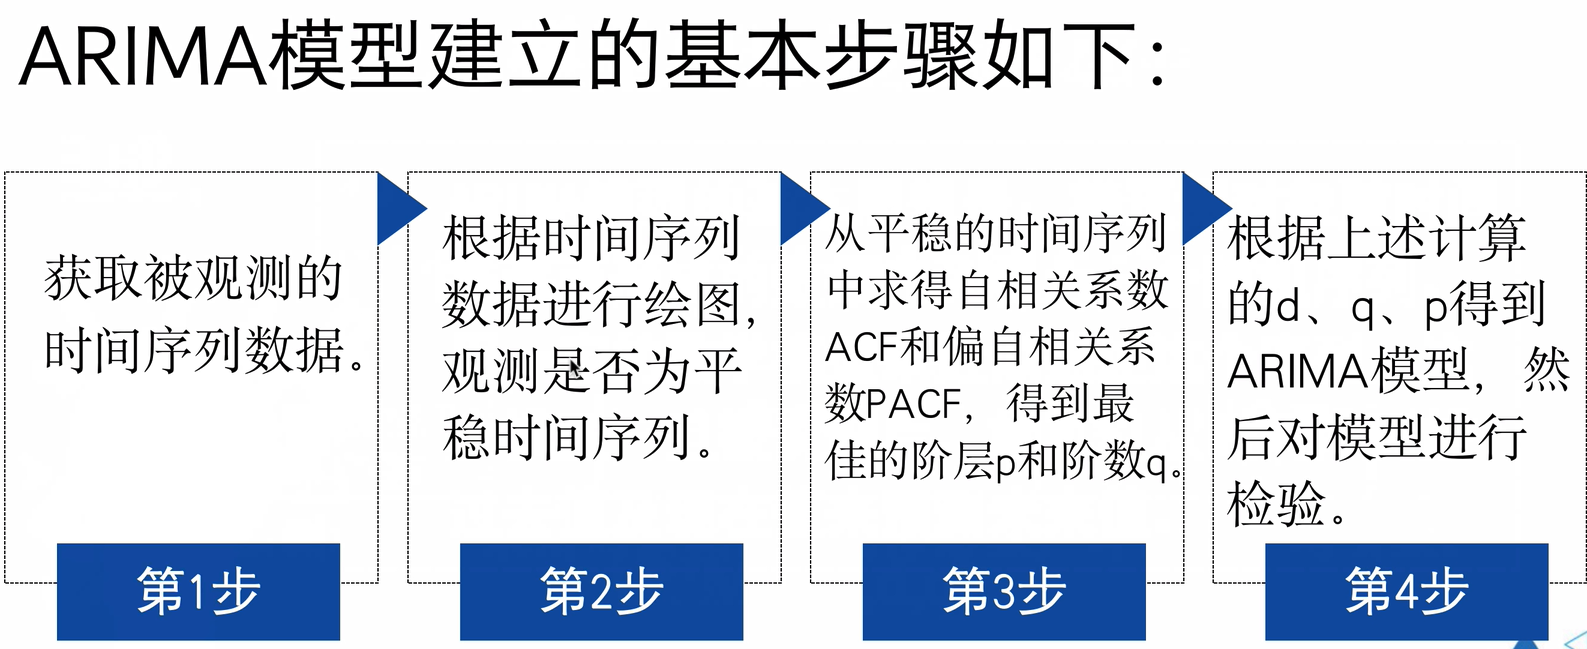 ARIMA模型建立的基本步骤如下：
获取被观测的
时间序列数据。
第1步
根据时间序列
数据进行绘图，
观测是否为平
稳时间序列。
第2步
从平稳的时间序列
中求得自相关系数
ACF和偏自相关系
数PACF，得到最
佳的阶层p和阶数q。
第3步
根据上述计算
的d、q、p得到
ARIMA模型，然
后对模型进行
检验。
第4步